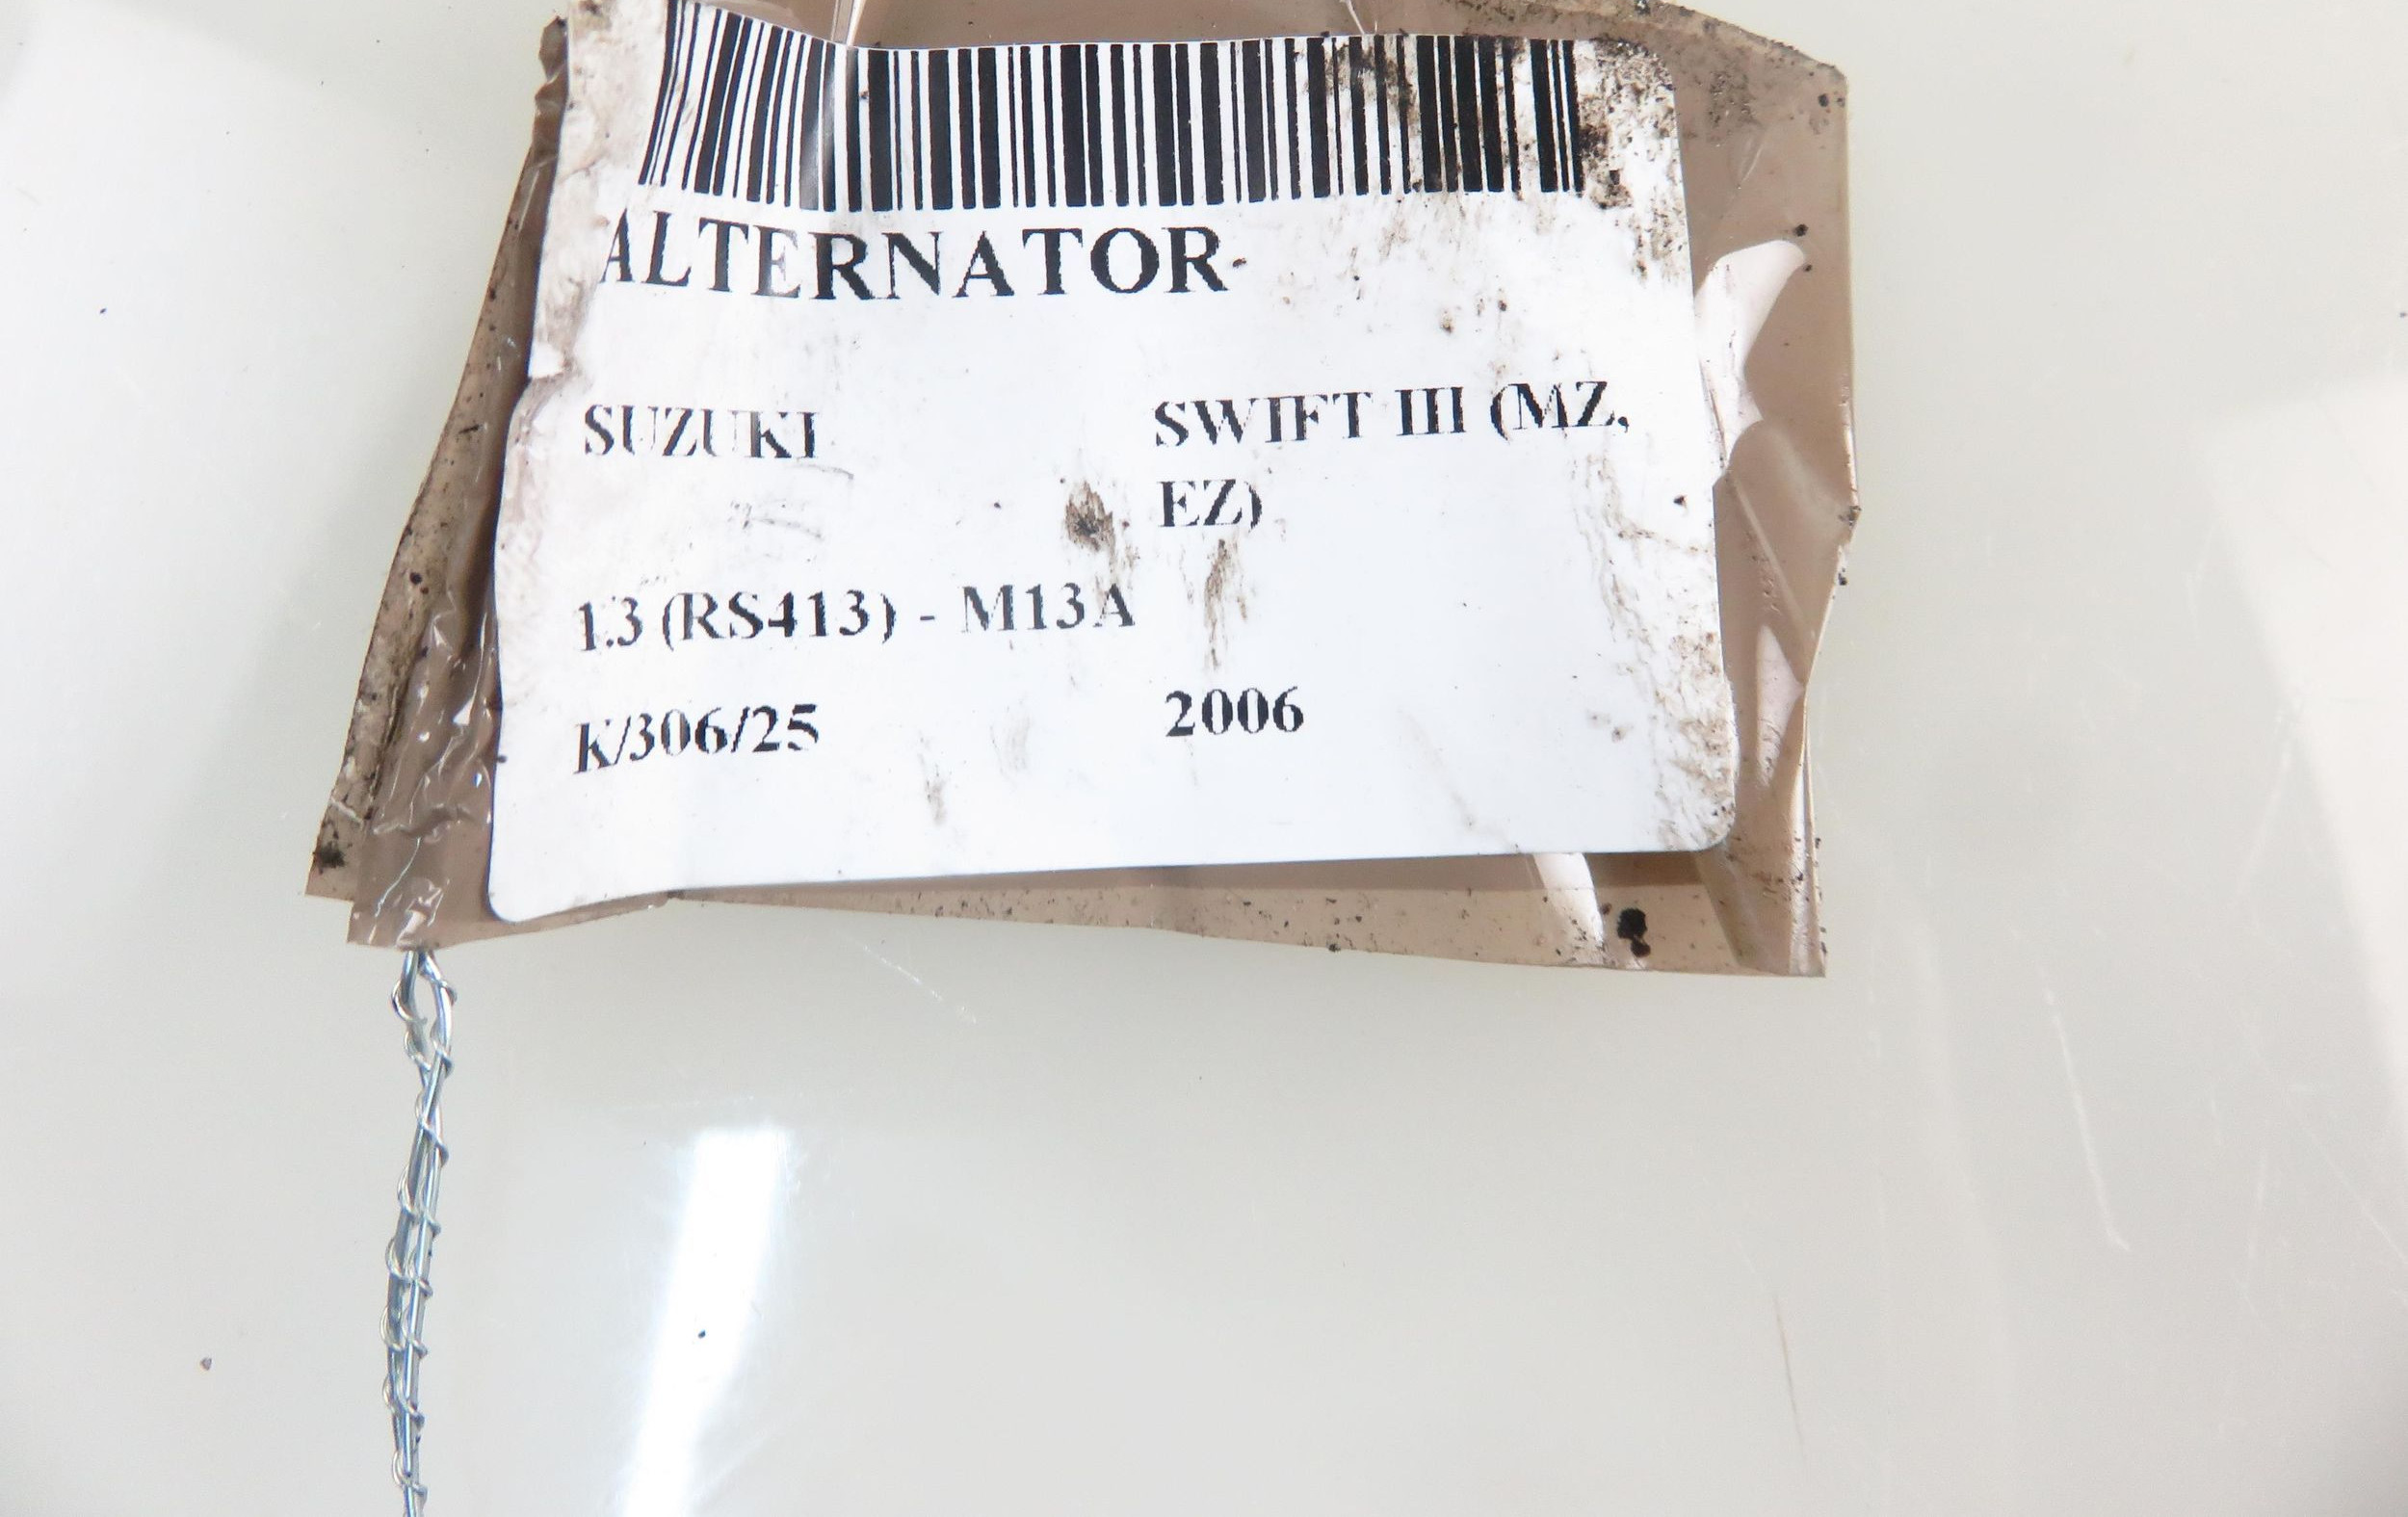 ALTERNATOR-
SUZUKI SWIFT III (MZ,
EZ)
1.3 (RS413) - M13A
K/306/25 2006